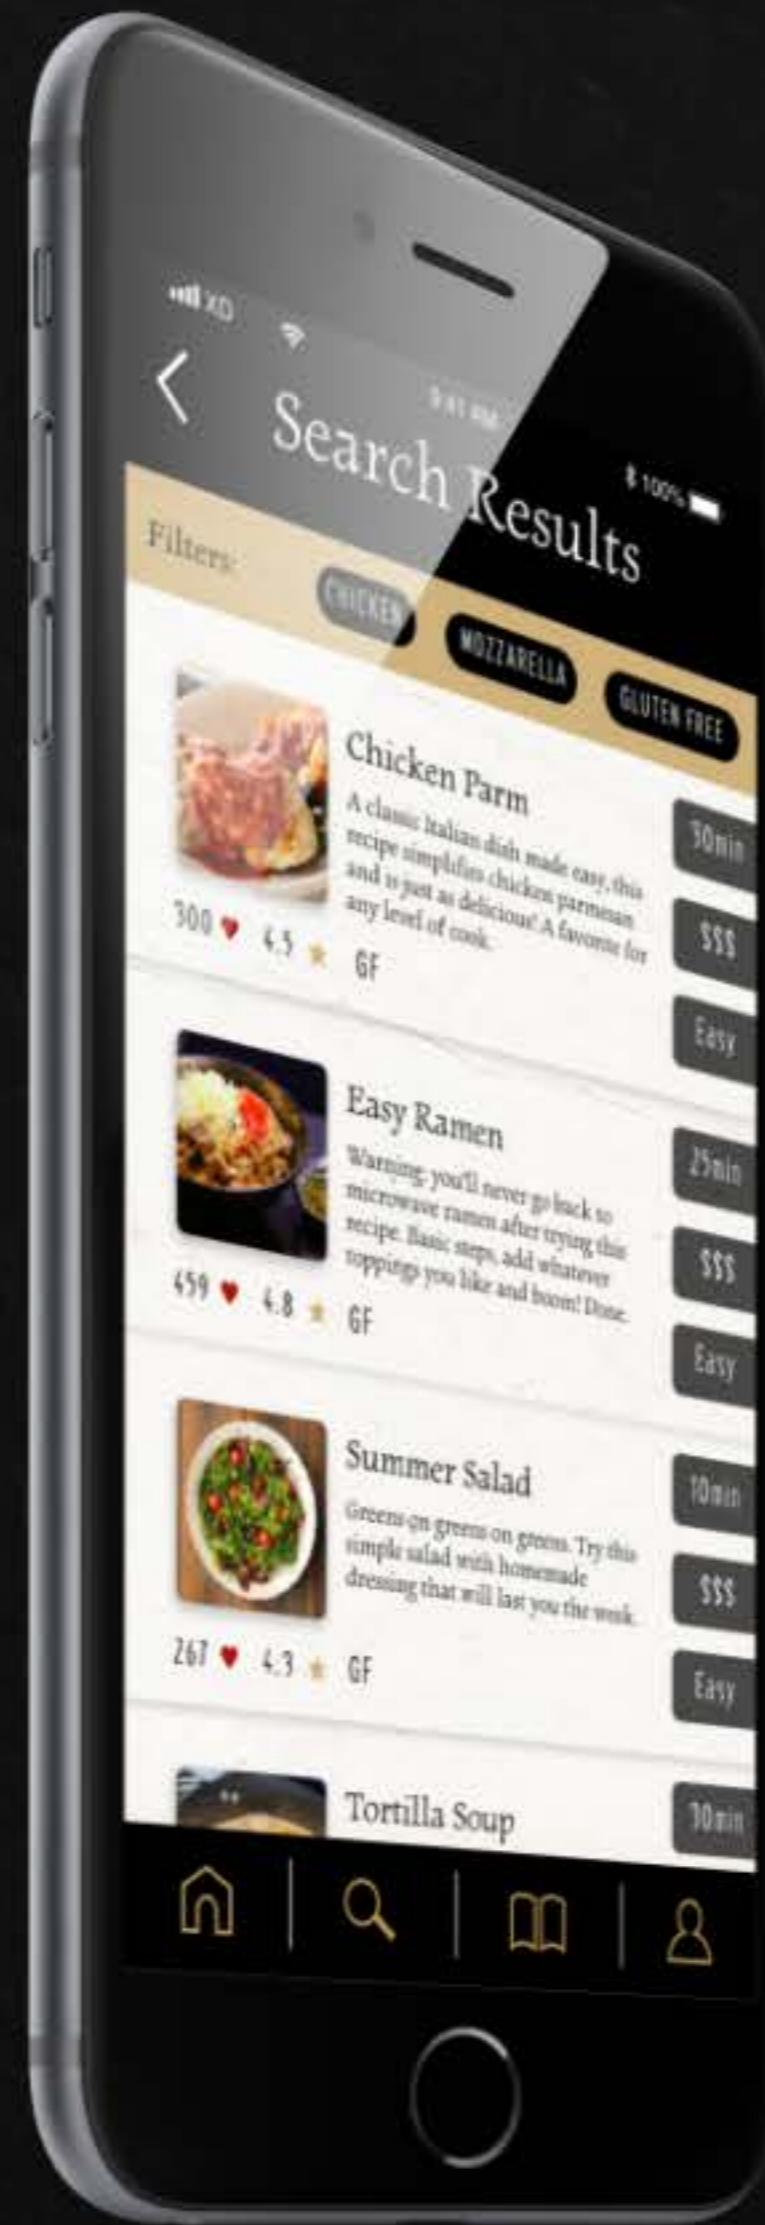 XD
9:41 AM
100%
Search Results
Filters:
CHICKEN
MOZZARELLA
GLUTEN FREE
Chicken Parm
A classic Italian dish made easy, this
recipe simplifies chicken parmesan
and is just as delicious! A favorite for
any level of cook.
300
4.5
GF
30min
$$$
Easy
Easy Ramen
Warning: you'll never go back to
microwave ramen after trying this
recipe. Basic steps, add whatever
toppings you like and boom! Done.
459
4.8
GF
25min
$$$
Easy
Summer Salad
Greens on greens on greens. Try this
simple salad with homemade
dressing that will last you the week.
267
4.3
GF
10min
$$$
Easy
Tortilla Soup
30min